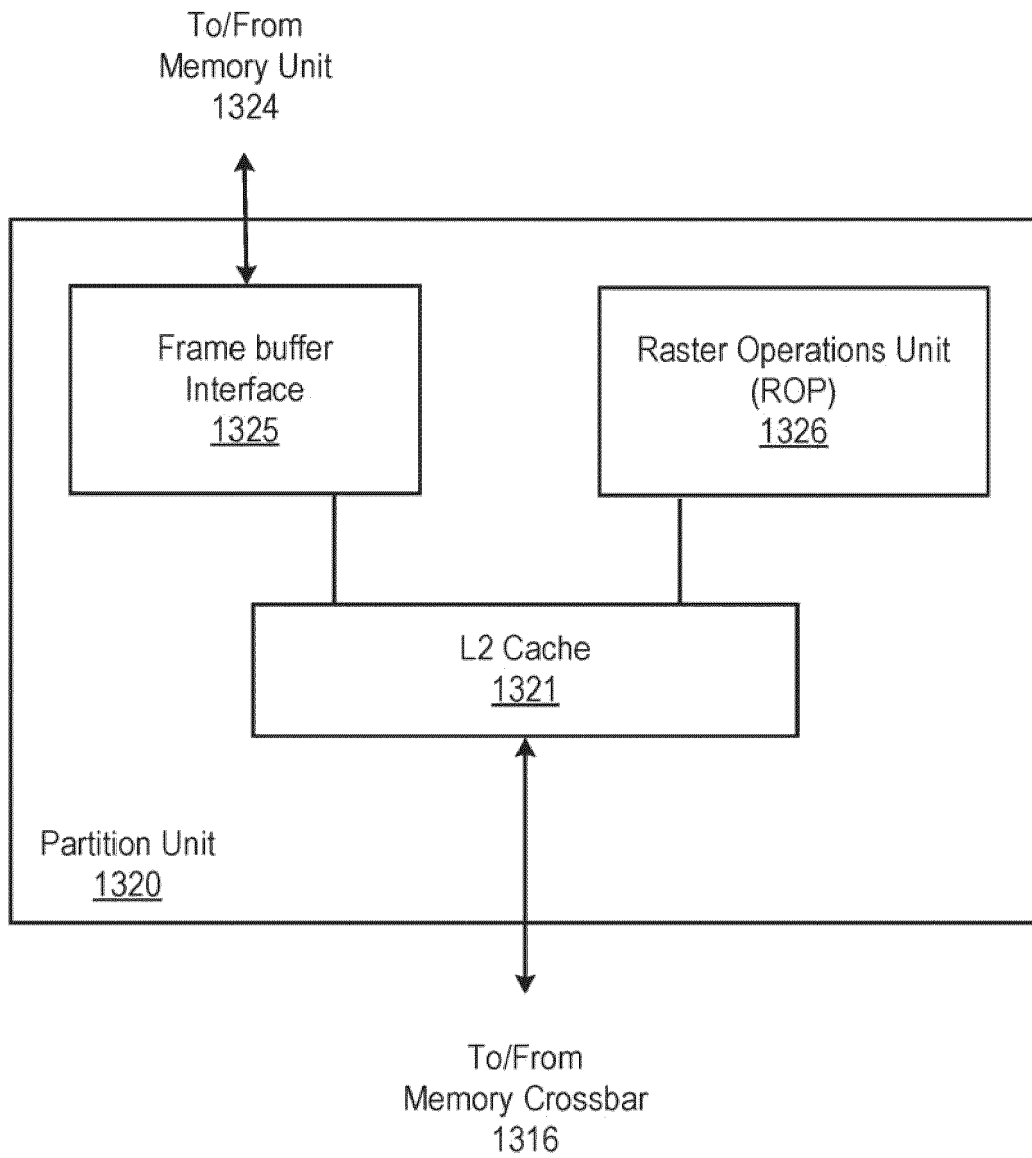 To/From
Memory Unit
1324
Frame buffer
Interface
1325
Raster Operations Unit
(ROP)
1326
L2 Cache
1321
Partition Unit
1320
To/From
Memory Crossbar
1316